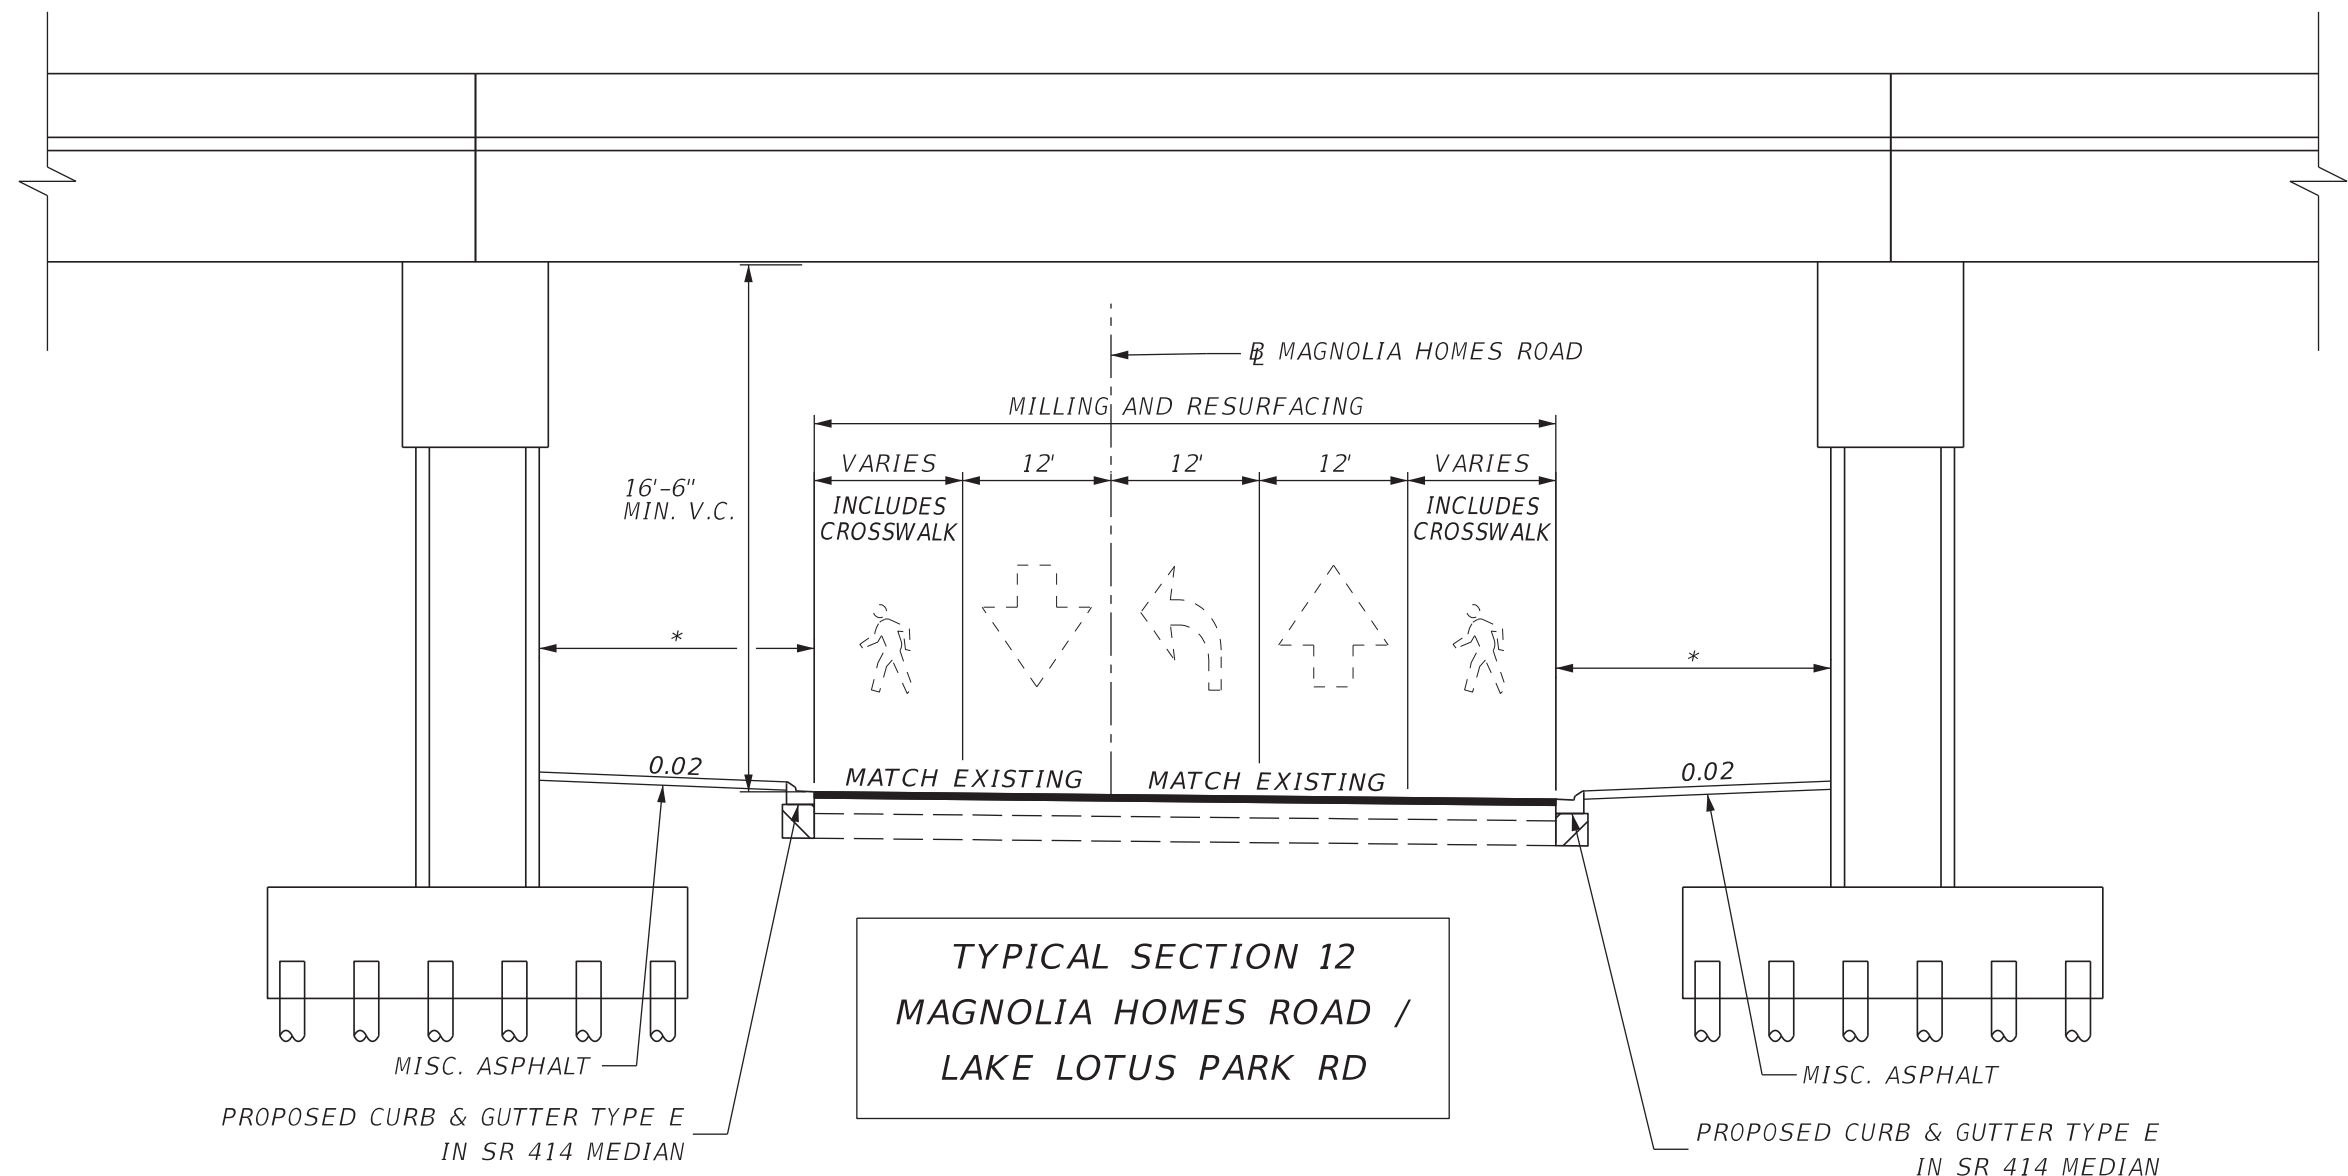 ℄ MAGNOLIA HOMES ROAD
MILLING AND RESURFACING
VARIES 12' 12' 12' VARIES
16'-6"
MIN. V.C.
INCLUDES
CROSSWALK
INCLUDES
CROSSWALK
*
*
0.02
MATCH EXISTING
MATCH EXISTING
0.02
TYPICAL SECTION 12
MAGNOLIA HOMES ROAD /
LAKE LOTUS PARK RD
MISC. ASPHALT
MISC. ASPHALT
PROPOSED CURB & GUTTER TYPE E
IN SR 414 MEDIAN
PROPOSED CURB & GUTTER TYPE E
IN SR 414 MEDIAN